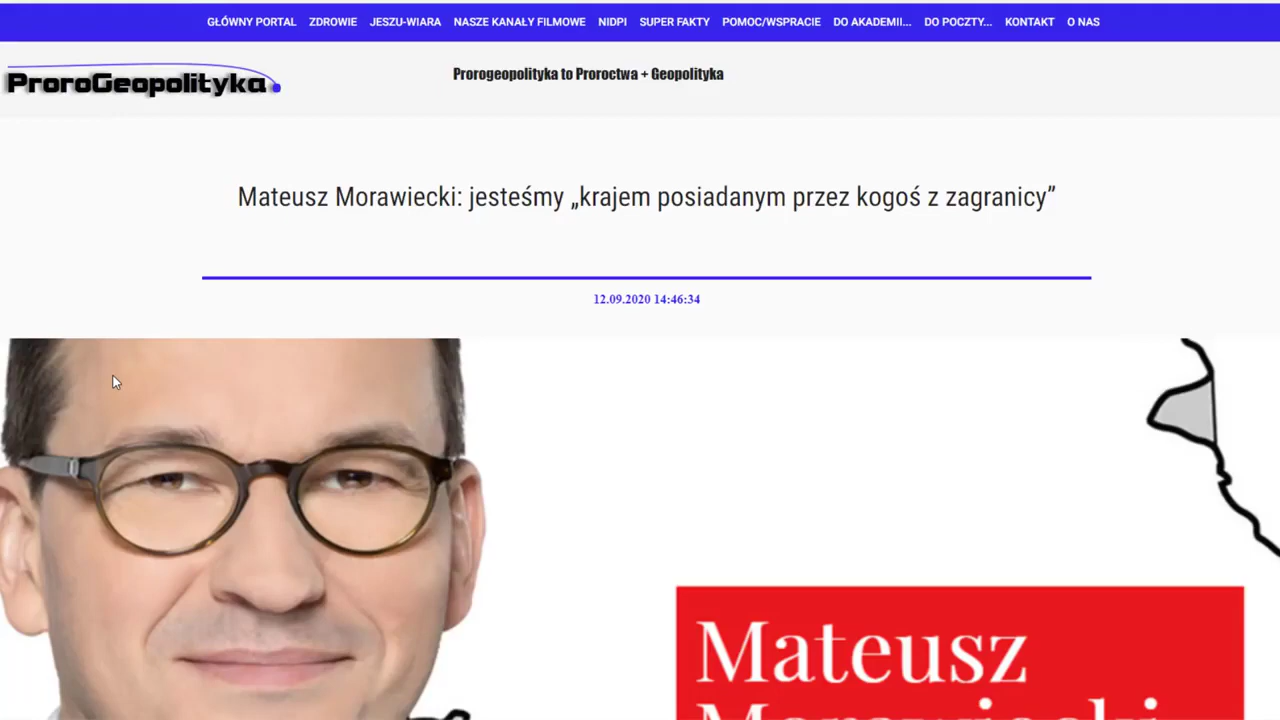 GŁÓWNY PORTAL ZDROWIE JESZU-WIARA NASZE KANAŁY FILMOWE NIDPI SUPER FAKTY POMOC/WSPRACIE DO AKADEMII... DO POCZTY... KONTAKT O NAS
ProroGeopolityka
Prorogeopolityka to Proroctwa + Geopolityka
Mateusz Morawiecki: jesteśmy „krajem posiadanym przez kogoś z zagranicy”
12.09.2020 14:46:34
Mateusz
Morawiecki